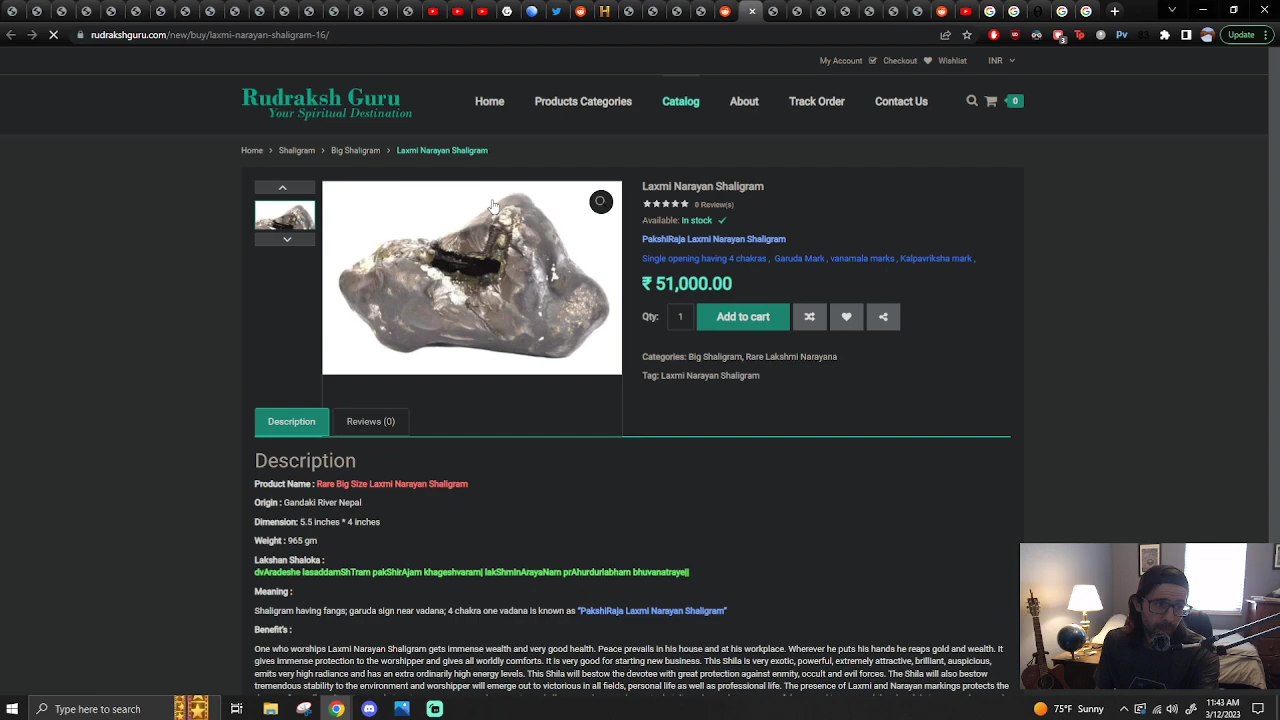 rudrakshguru.com/new/buy/laxmi-narayan-shaligram-16/
Update
My Account
Checkout
Wishlist
INR
Rudraksh Guru
Your Spiritual Destination
Home
Products Categories
Catalog
About
Track Order
Contact Us
0
Home > Shaligram > Big Shaligram > Laxmi Narayan Shaligram
Laxmi Narayan Shaligram
0 Review(s)
Available: In stock
PakshiRaja Laxmi Narayan Shaligram
Single opening having 4 chakras , Garuda Mark , vanamala marks , Kalpavriksha mark ,
₹ 51,000.00
Qty: 1 Add to cart
Categories: Big Shaligram, Rare Lakshmi Narayana
Tag: Laxmi Narayan Shaligram
Description
Reviews (0)
Description
Product Name : Rare Big Size Laxmi Narayan Shaligram
Origin : Gandaki River Nepal
Dimension: 5.5 inches * 4 inches
Weight : 965 gm
Lakshan Shaloka :
dvAradeshe lasaddamShTram pakShirAjam khageshvaram| lakShmInArayaNam prAhurdurlabham bhuvanatraye||
Meaning :
Shaligram having fangs; garuda sign near vadana; 4 chakra one vadana is known as "PakshiRaja Laxmi Narayan Shaligram"
Benefit's :
One who worships Laxmi Narayan Shaligram gets immense wealth and very good health. Peace prevails in his house and at his workplace. Wherever he puts his hands he reaps gold and wealth. It
gives immense protection to the worshipper and gives all worldly comforts. It is very good for starting new business. This Shila is very exotic, powerful, extremely attractive, brilliant, auspicious,
emits very high radiance and has an extra ordinarily high energy levels. This Shila will bestow the devotee with great protection against enmity, occult and evil forces. The Shila will also bestow
tremendous stability to the environment and worshipper will emerge out to victorious in all fields, personal life as well as professional life. The presence of Laxmi and Narayan markings protects the
Type here to search
75°F Sunny
11:43 AM
3/12/2023